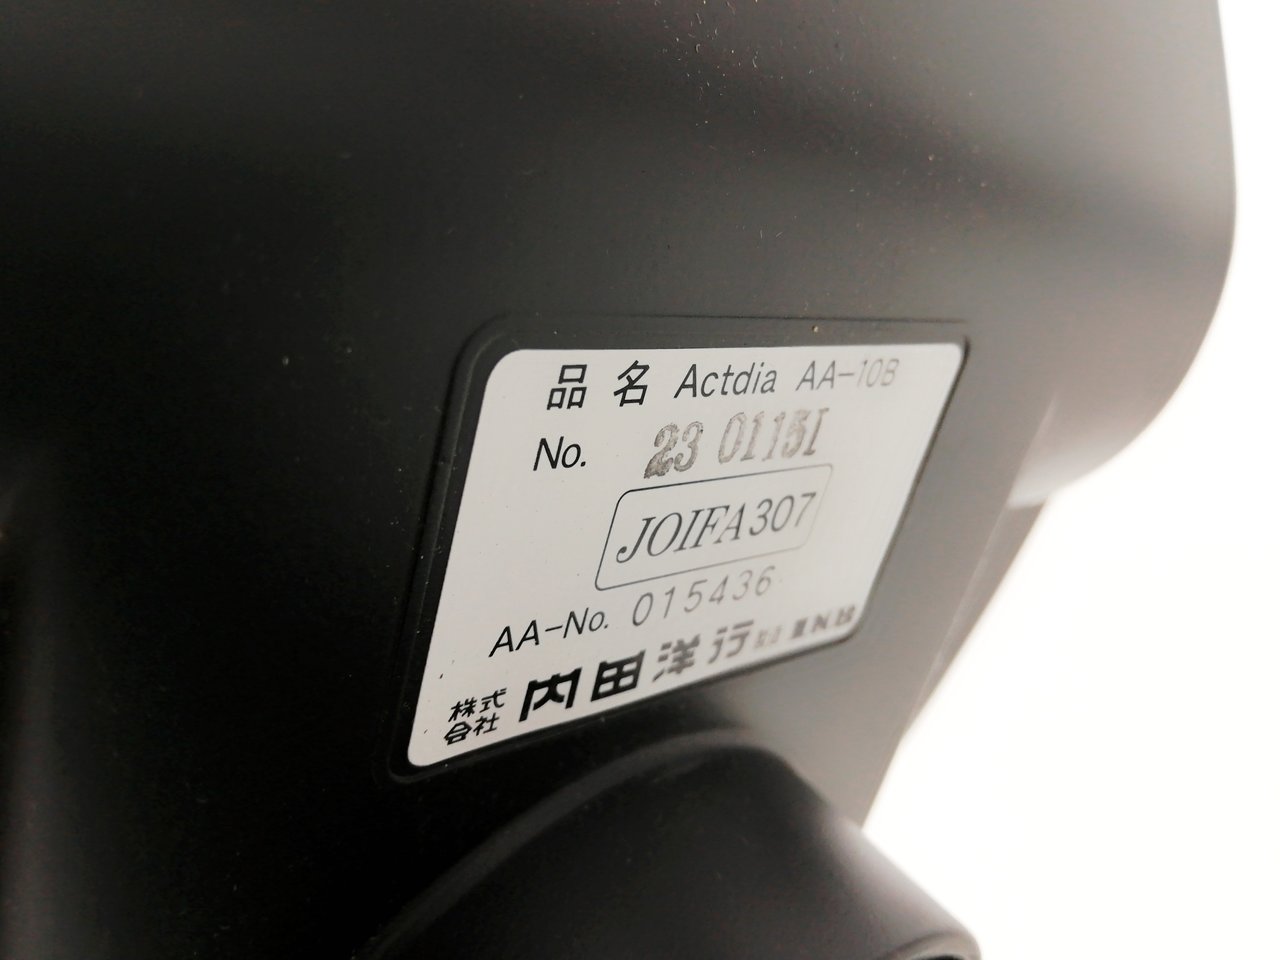 品名 Actdia AA-10B
No. 23 0115I
JOIFA307
AA-No. 015436
株式会社 内田洋行